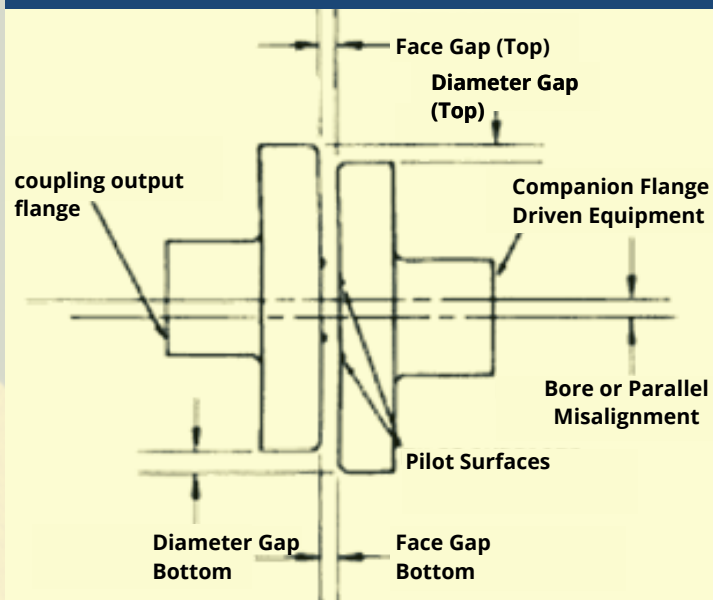 Face Gap (Top)
Diameter Gap
(Top)
coupling output
flange
Companion Flange
Driven Equipment
Bore or Parallel
Misalignment
Pilot Surfaces
Diameter Gap
Bottom
Face Gap
Bottom